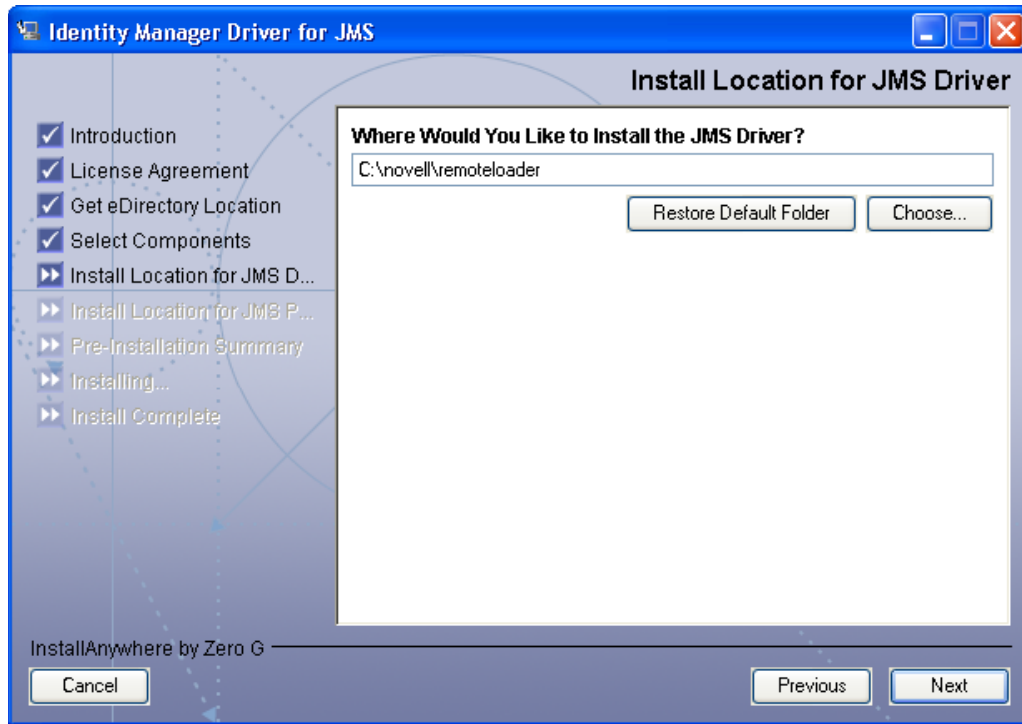 Identity Manager Driver for JMS
Install Location for JMS Driver
Introduction
License Agreement
Get eDirectory Location
Select Components
Install Location for JMS D...
Install Location for JMS P...
Pre-Installation Summary
Installing...
Install Complete
Where Would You Like to Install the JMS Driver?
C:\novell\remoteloader
Restore Default Folder
Choose...
InstallAnywhere by Zero G
Cancel
Previous
Next